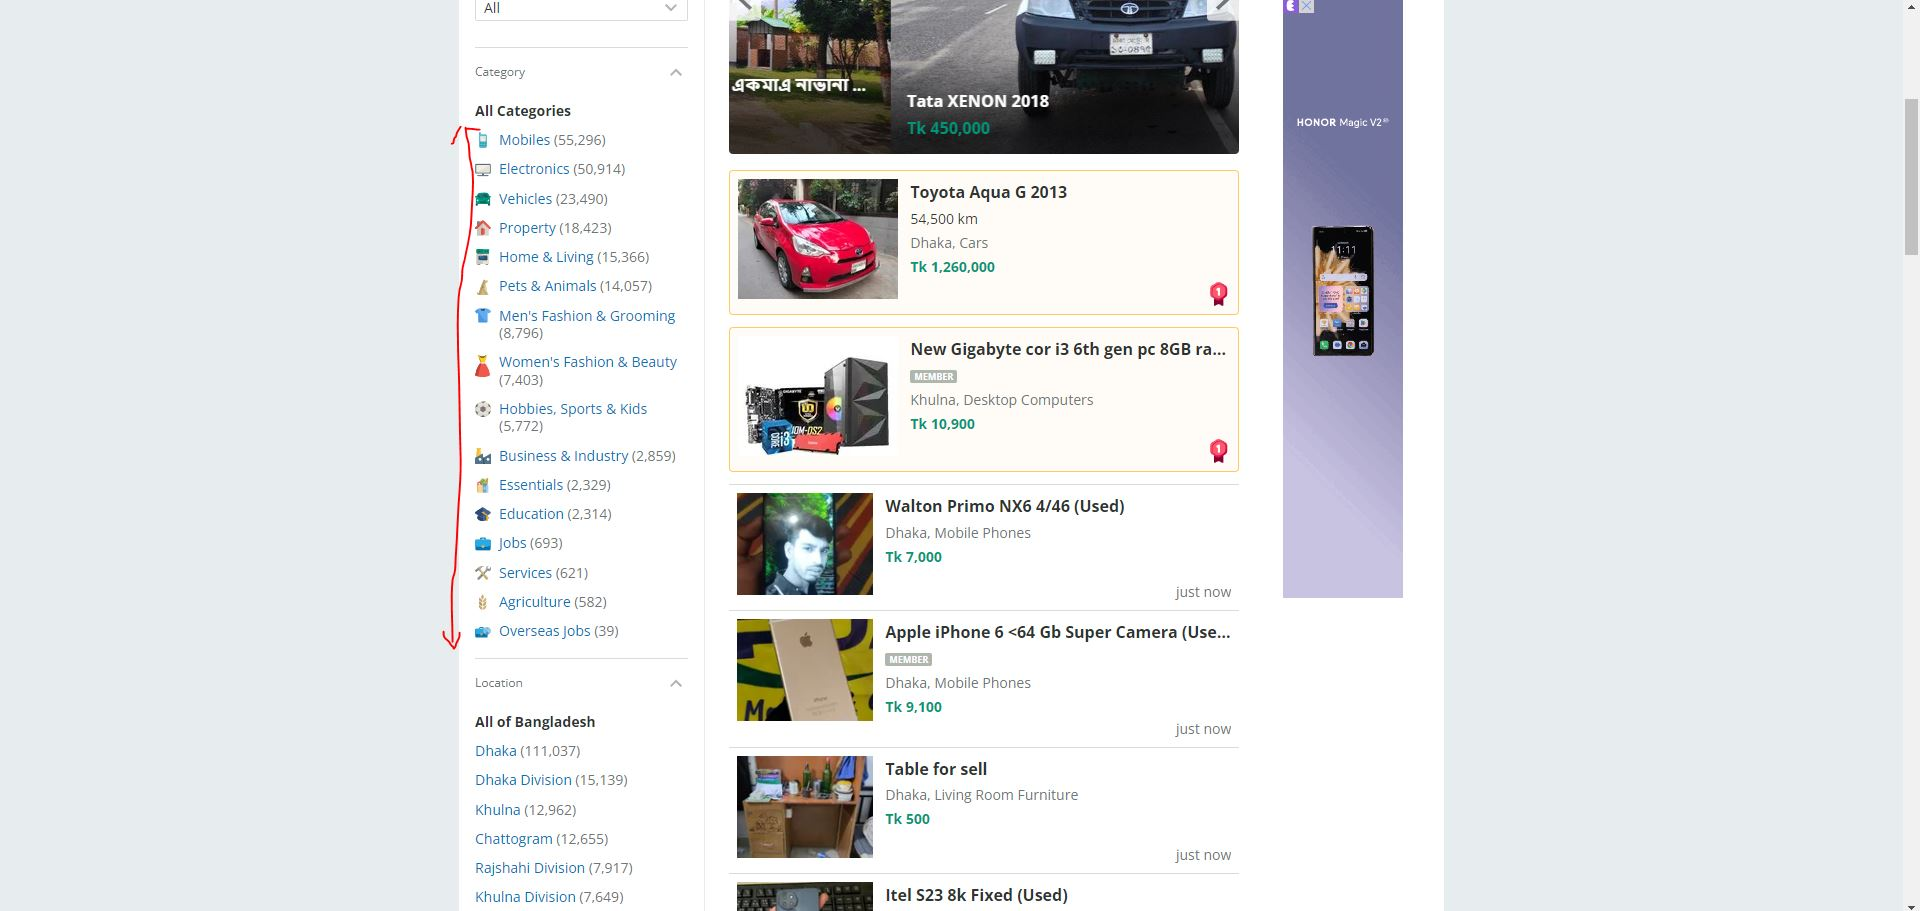 All
Category
All Categories
Mobiles (55,296)
Electronics (50,914)
Vehicles (23,490)
Property (18,423)
Home & Living (15,366)
Pets & Animals (14,057)
Men's Fashion & Grooming
(8,796)
Women's Fashion & Beauty
(7,403)
Hobbies, Sports & Kids
(5,772)
Business & Industry (2,859)
Essentials (2,329)
Education (2,314)
Jobs (693)
Services (621)
Agriculture (582)
Overseas Jobs (39)
Location
All of Bangladesh
Dhaka (111,037)
Dhaka Division (15,139)
Khulna (12,962)
Chattogram (12,655)
Rajshahi Division (7,917)
Khulna Division (7,649)
একমাএ নাভানা ...
Tata XENON 2018
Tk 450,000
Toyota Aqua G 2013
54,500 km
Dhaka, Cars
Tk 1,260,000
1
New Gigabyte cor i3 6th gen pc 8GB ra...
MEMBER
Khulna, Desktop Computers
Tk 10,900
1
Walton Primo NX6 4/46 (Used)
Dhaka, Mobile Phones
Tk 7,000
just now
Apple iPhone 6 <64 Gb Super Camera (Use...
MEMBER
Dhaka, Mobile Phones
Tk 9,100
just now
Table for sell
Dhaka, Living Room Furniture
Tk 500
just now
Itel S23 8k Fixed (Used)
HONOR Magic V2
11:11